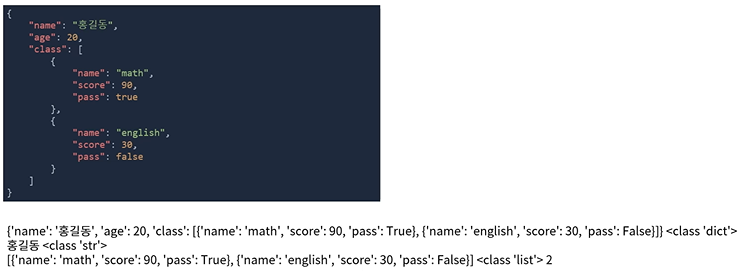 {
    "name": "홍길동",
    "age": 20,
    "class": [
        {
            "name": "math",
            "score": 90,
            "pass": true
        },
        {
            "name": "english",
            "score": 30,
            "pass": false
        }
    ]
}
{'name': '홍길동', 'age': 20, 'class': [{'name': 'math', 'score': 90, 'pass': True}, {'name': 'english', 'score': 30, 'pass': False}]} <class 'dict'>
홍길동 <class 'str'>
[{'name': 'math', 'score': 90, 'pass': True}, {'name': 'english', 'score': 30, 'pass': False}] <class 'list'> 2